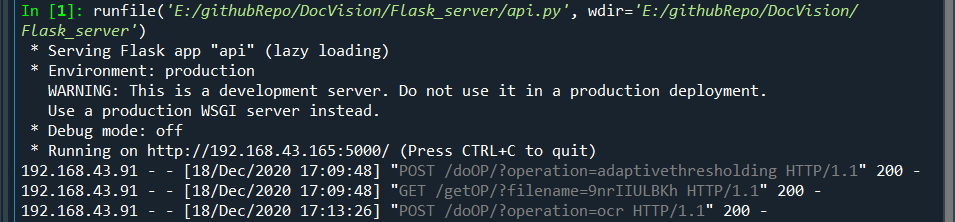 In [1]: runfile('E:/githubRepo/DocVision/Flask_server/api.py', wdir='E:/githubRepo/DocVision/
Flask_server')
 * Serving Flask app "api" (lazy loading)
 * Environment: production
   WARNING: This is a development server. Do not use it in a production deployment.
   Use a production WSGI server instead.
 * Debug mode: off
 * Running on http://192.168.43.165:5000/ (Press CTRL+C to quit)
192.168.43.91 - - [18/Dec/2020 17:09:48] "POST /doOP/?operation=adaptivethresholding HTTP/1.1" 200 -
192.168.43.91 - - [18/Dec/2020 17:09:48] "GET /getOP/?filename=9nrIIULBKh HTTP/1.1" 200 -
192.168.43.91 - - [18/Dec/2020 17:13:26] "POST /doOP/?operation=ocr HTTP/1.1" 200 -